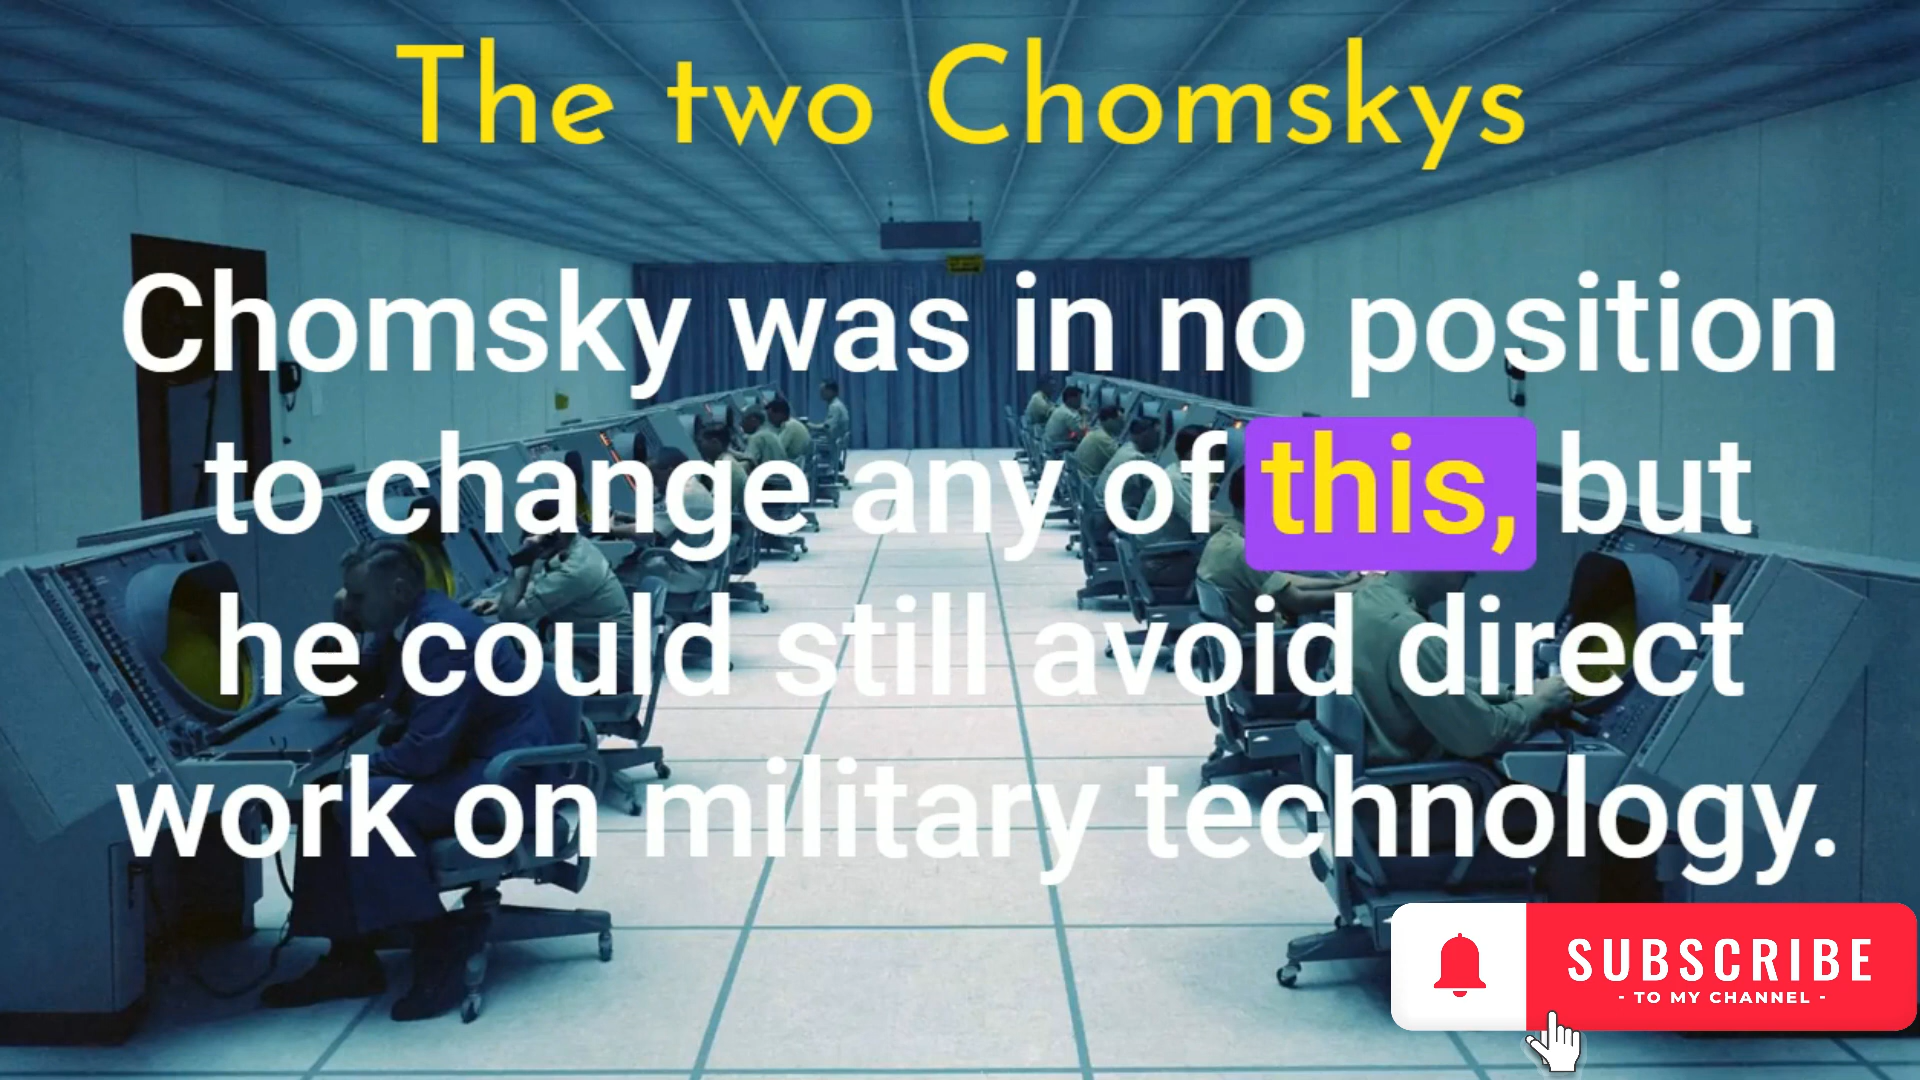 The two Chomskys
Chomsky was in no position
to change any of this, but
he could still avoid direct
work on military technology.
SUBSCRIBE
- TO MY CHANNEL -